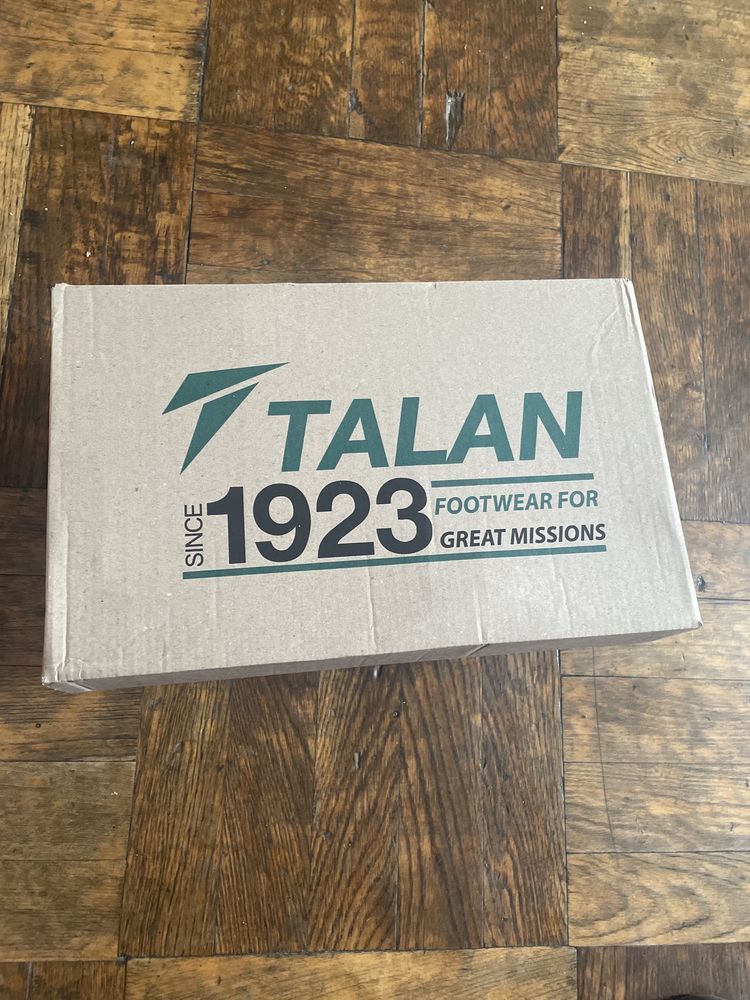 TALAN
SINCE 1923 FOOTWEAR FOR
GREAT MISSIONS